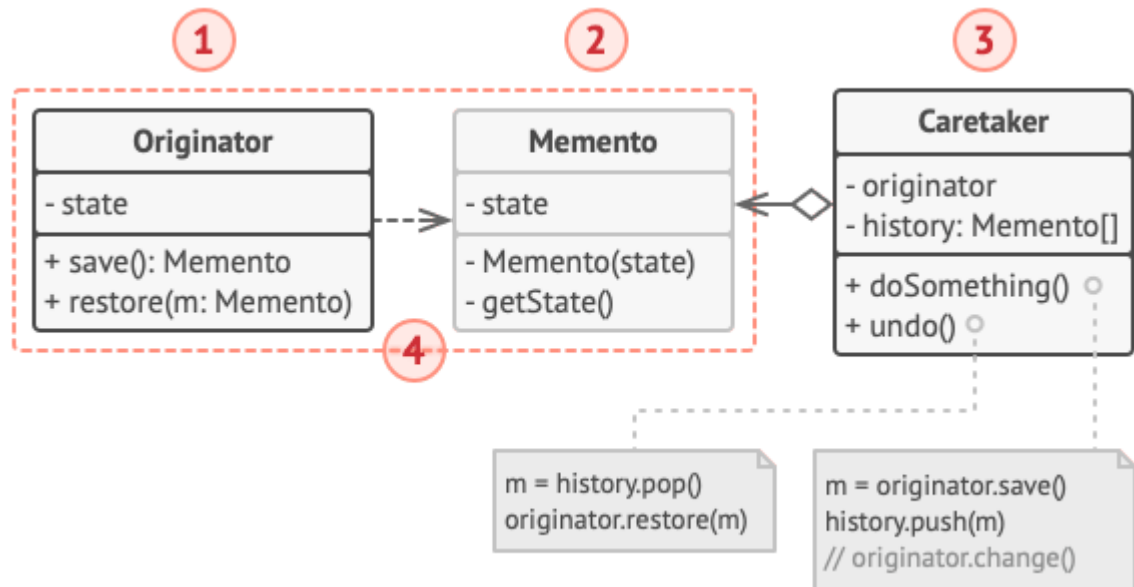 1
2
3
Originator
- state
+ save(): Memento
+ restore(m: Memento)
Memento
- state
- Memento(state)
- getState()
Caretaker
- originator
- history: Memento[]
+ doSomething()
+ undo()
4
m = history.pop()
originator.restore(m)
m = originator.save()
history.push(m)
// originator.change()